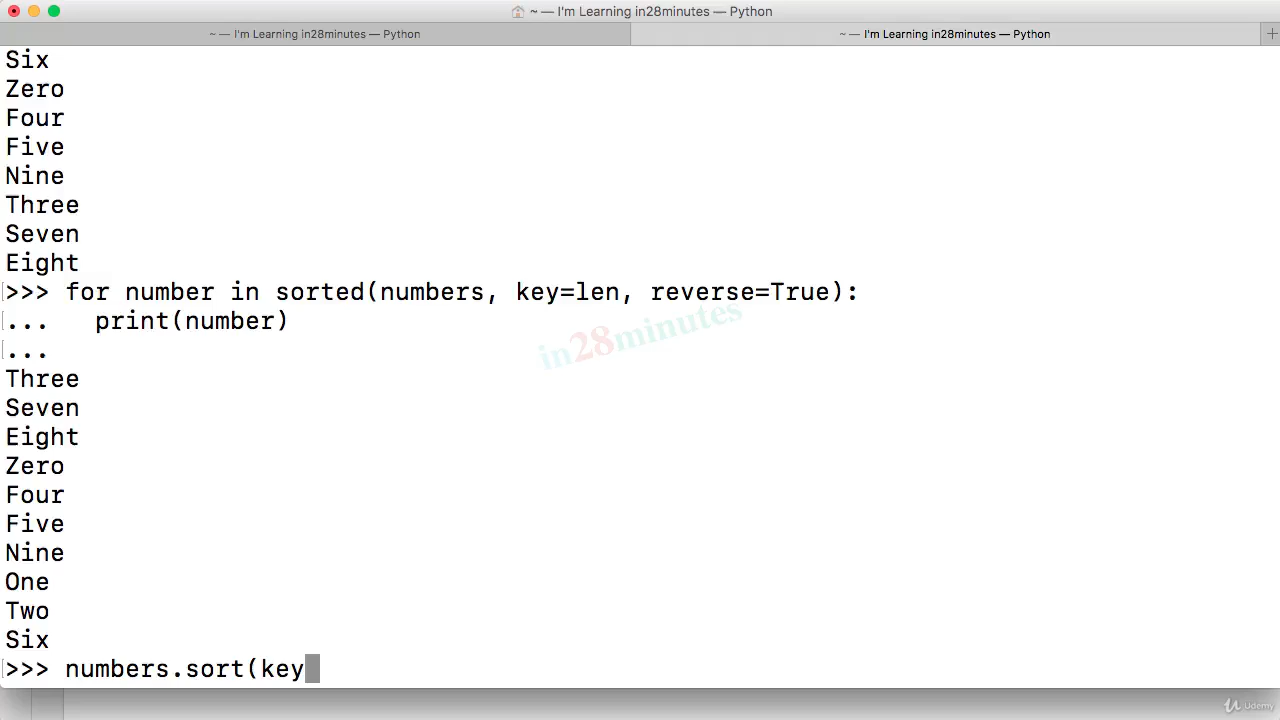 ~ — I'm Learning in28minutes — Python
~ — I'm Learning in28minutes — Python
~ — I'm Learning in28minutes — Python
Six
Zero
Four
Five
Nine
Three
Seven
Eight
>>> for number in sorted(numbers, key=len, reverse=True):
...   print(number)
...
in28minutes
Three
Seven
Eight
Zero
Four
Five
Nine
One
Two
Six
>>> numbers.sort(key
Udemy